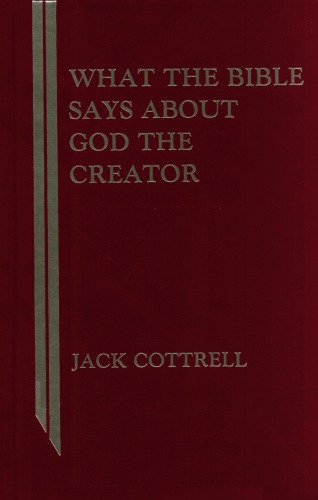 WHAT THE BIBLE
SAYS ABOUT
GOD THE
CREATOR
JACK COTTRELL